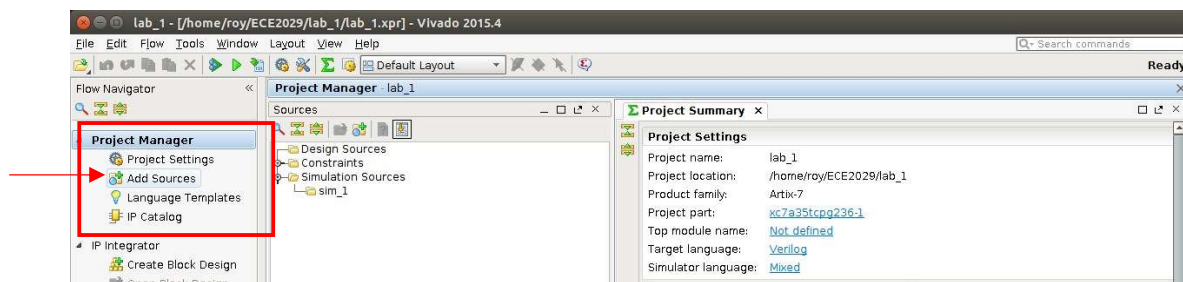 lab_1 - [/home/roy/ECE2029/lab_1/lab_1.xpr] - Vivado 2015.4
File Edit Flow Tools Window Layout View Help
Search commands
Default Layout
Ready
Flow Navigator
Project Manager
Project Settings
Add Sources
Language Templates
IP Catalog
IP Integrator
Create Block Design
Open Block Design
Project Manager - lab_1
Sources
Design Sources
Constraints
Simulation Sources
sim_1
Project Summary
Project Settings
Project name: lab_1
Project location: /home/roy/ECE2029/lab_1
Product family: Artix-7
Project part: xc7a35tcpg236-1
Top module name: Not defined
Target language: Verilog
Simulator language: Mixed